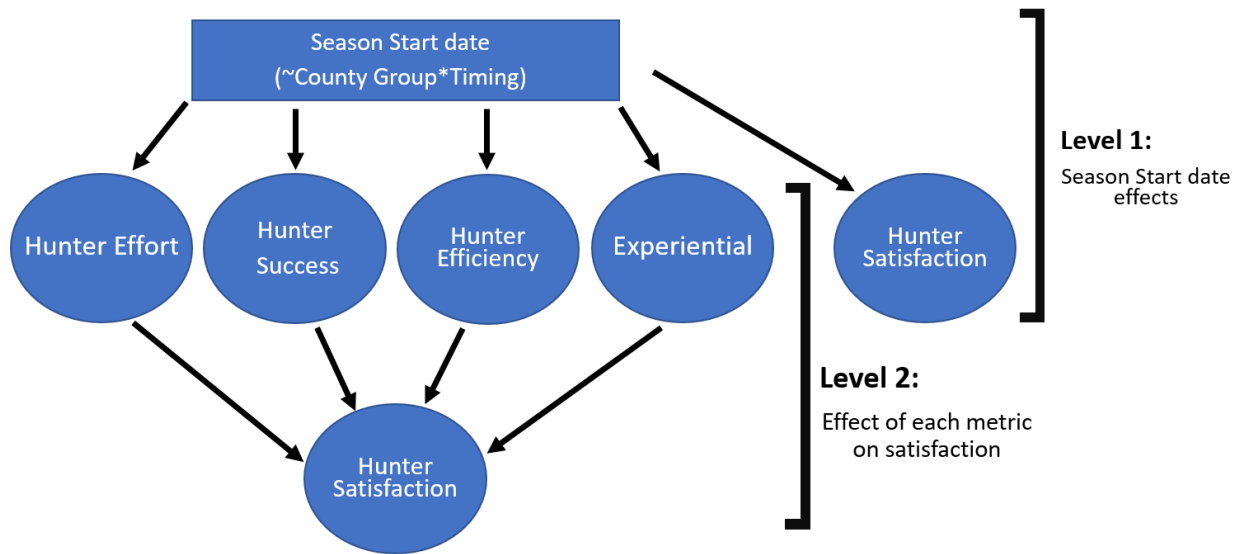 Season Start date
(~County Group*Timing)
Level 1:
Season Start date
effects
Hunter Effort
Hunter
Success
Hunter
Efficiency
Experiential
Hunter
Satisfaction
Level 2:
Effect of each metric
on satisfaction
Hunter
Satisfaction